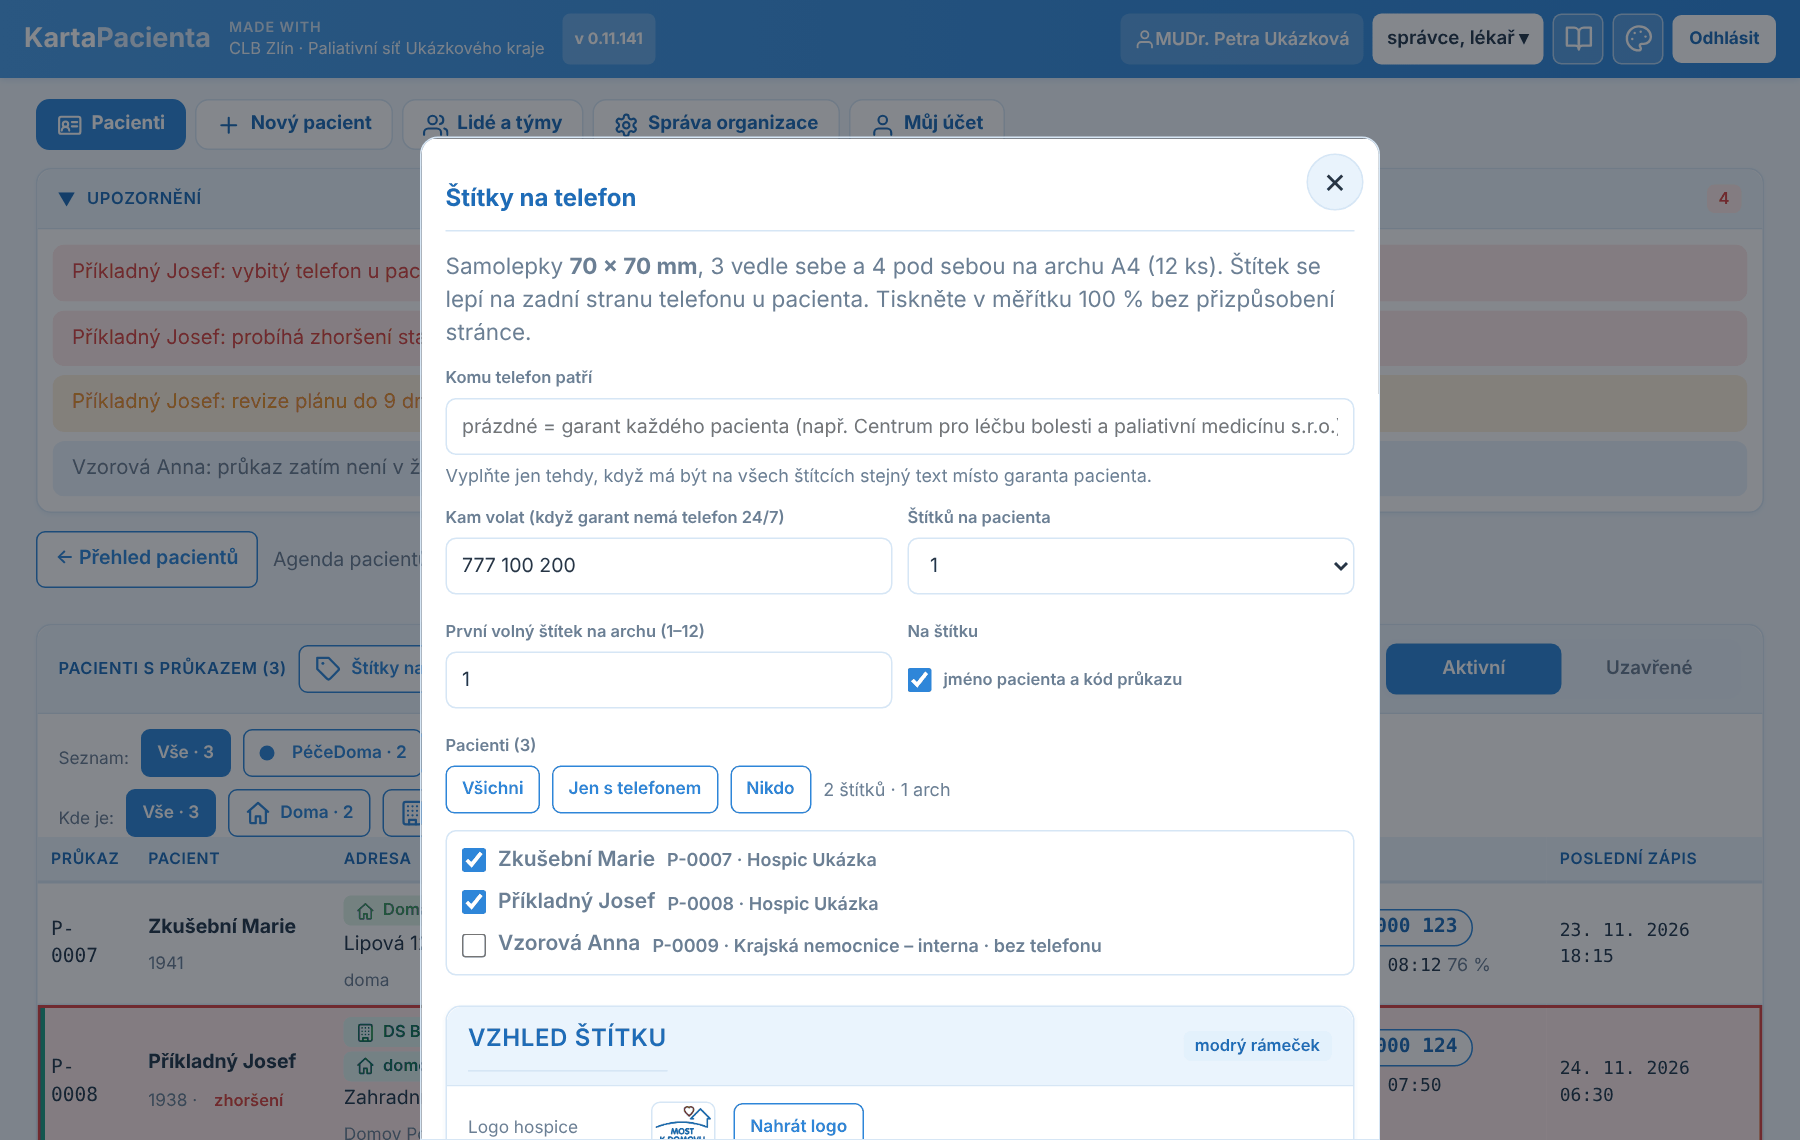 KartaPacienta
MADE WITH
CLB Zlín · Paliativní síť Ukázkového kraje
v 0.11.141
MUDr. Petra Ukázková
správce, lékař ▾
Odhlásit
Pacienti
Nový pacient
Lidé a týmy
Správa organizace
Můj účet
▼ UPOZORNĚNÍ
4
Příkladný Josef: vybitý telefon u pac
Příkladný Josef: probíhá zhoršení
Příkladný Josef: revize plánu do 9
Vzorová Anna: průkaz zatím není v
← Přehled pacientů
Agenda pacient
PACIENTI S PRŮKAZEM (3)
Štítky na
Aktivní
Uzavřené
Seznam:
Vše · 3
PéčeDoma · 2
Kde je:
Vše · 3
Doma · 2
PRŮKAZ
PACIENT
ADRESA
POSLEDNÍ ZÁPIS
P-0007
Zkušební Marie
1941
Lipová
doma
000 123
08:12 76 %
23. 11. 2026
18:15
P-0008
Příkladný Josef
1938 · zhoršení
DS
Zahradn
Domov
000 124
07:50
24. 11. 2026
06:30
Štítky na telefon
×
Samolepky 70 × 70 mm, 3 vedle sebe a 4 pod sebou na archu A4 (12 ks). Štítek se
lepí na zadní stranu telefonu u pacienta. Tiskněte v měřítku 100 % bez přizpůsobení
stránce.
Komu telefon patří
prázdné = garant každého pacienta (např. Centrum pro léčbu bolesti a paliativní medicínu s.r.o.)
Vyplňte jen tehdy, když má být na všech štítcích stejný text místo garanta pacienta.
Kam volat (když garant nemá telefon 24/7)
Štítků na pacienta
777 100 200
1
První volný štítek na archu (1–12)
Na štítku
1
jméno pacienta a kód průkazu
Pacienti (3)
Všichni
Jen s telefonem
Nikdo
2 štítků · 1 arch
Zkušební Marie P-0007 · Hospic Ukázka
Příkladný Josef P-0008 · Hospic Ukázka
Vzorová Anna P-0009 · Krajská nemocnice – interna · bez telefonu
VZHLED ŠTÍTKU
modrý rámeček
Logo hospice
MOST
Nahrát logo